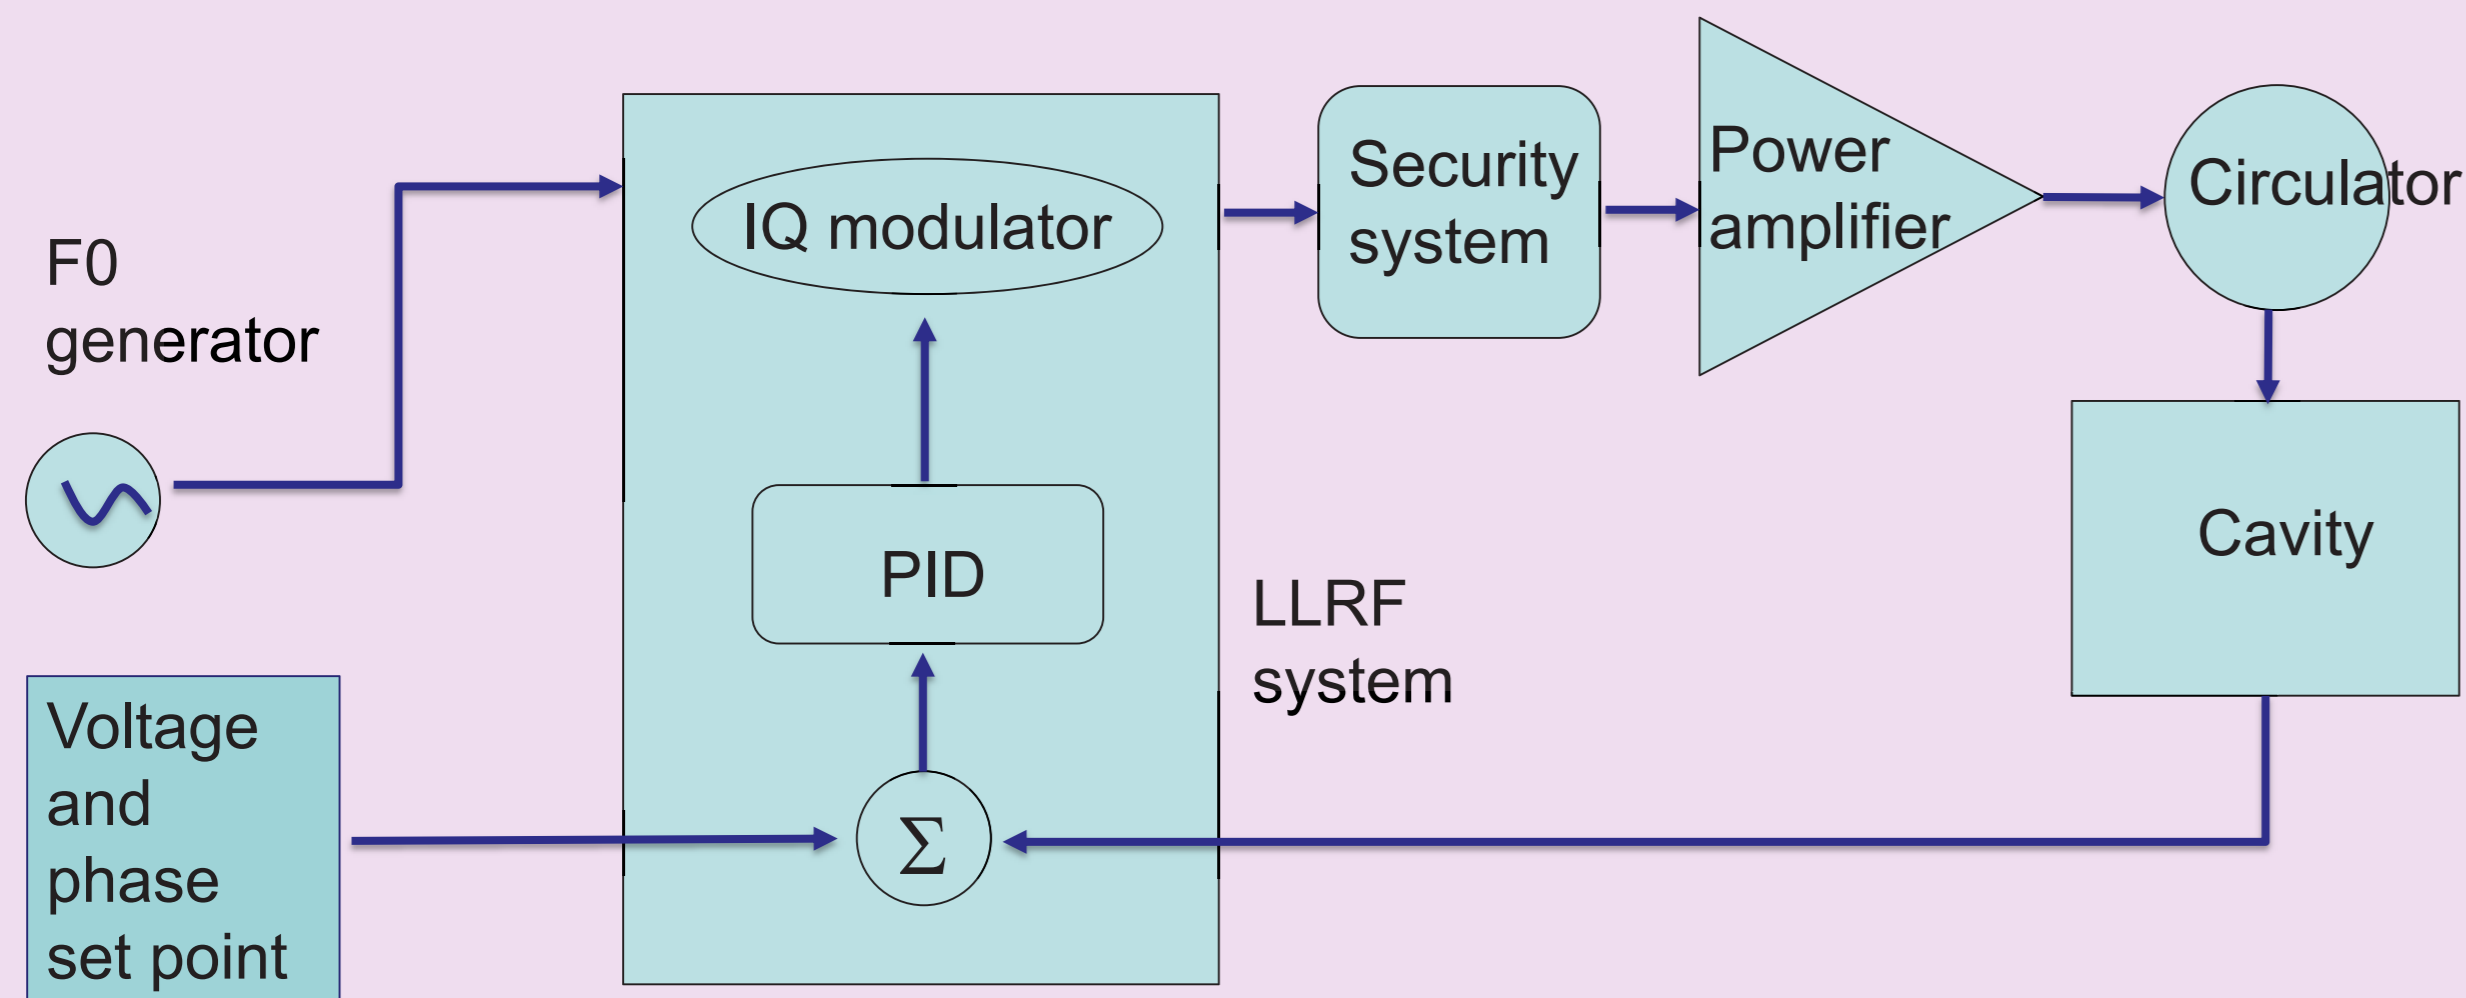 F0
generator
Voltage
and
phase
set point
IQ modulator
PID
Σ
LLRF
system
Security
system
Power
amplifier
Circulator
Cavity